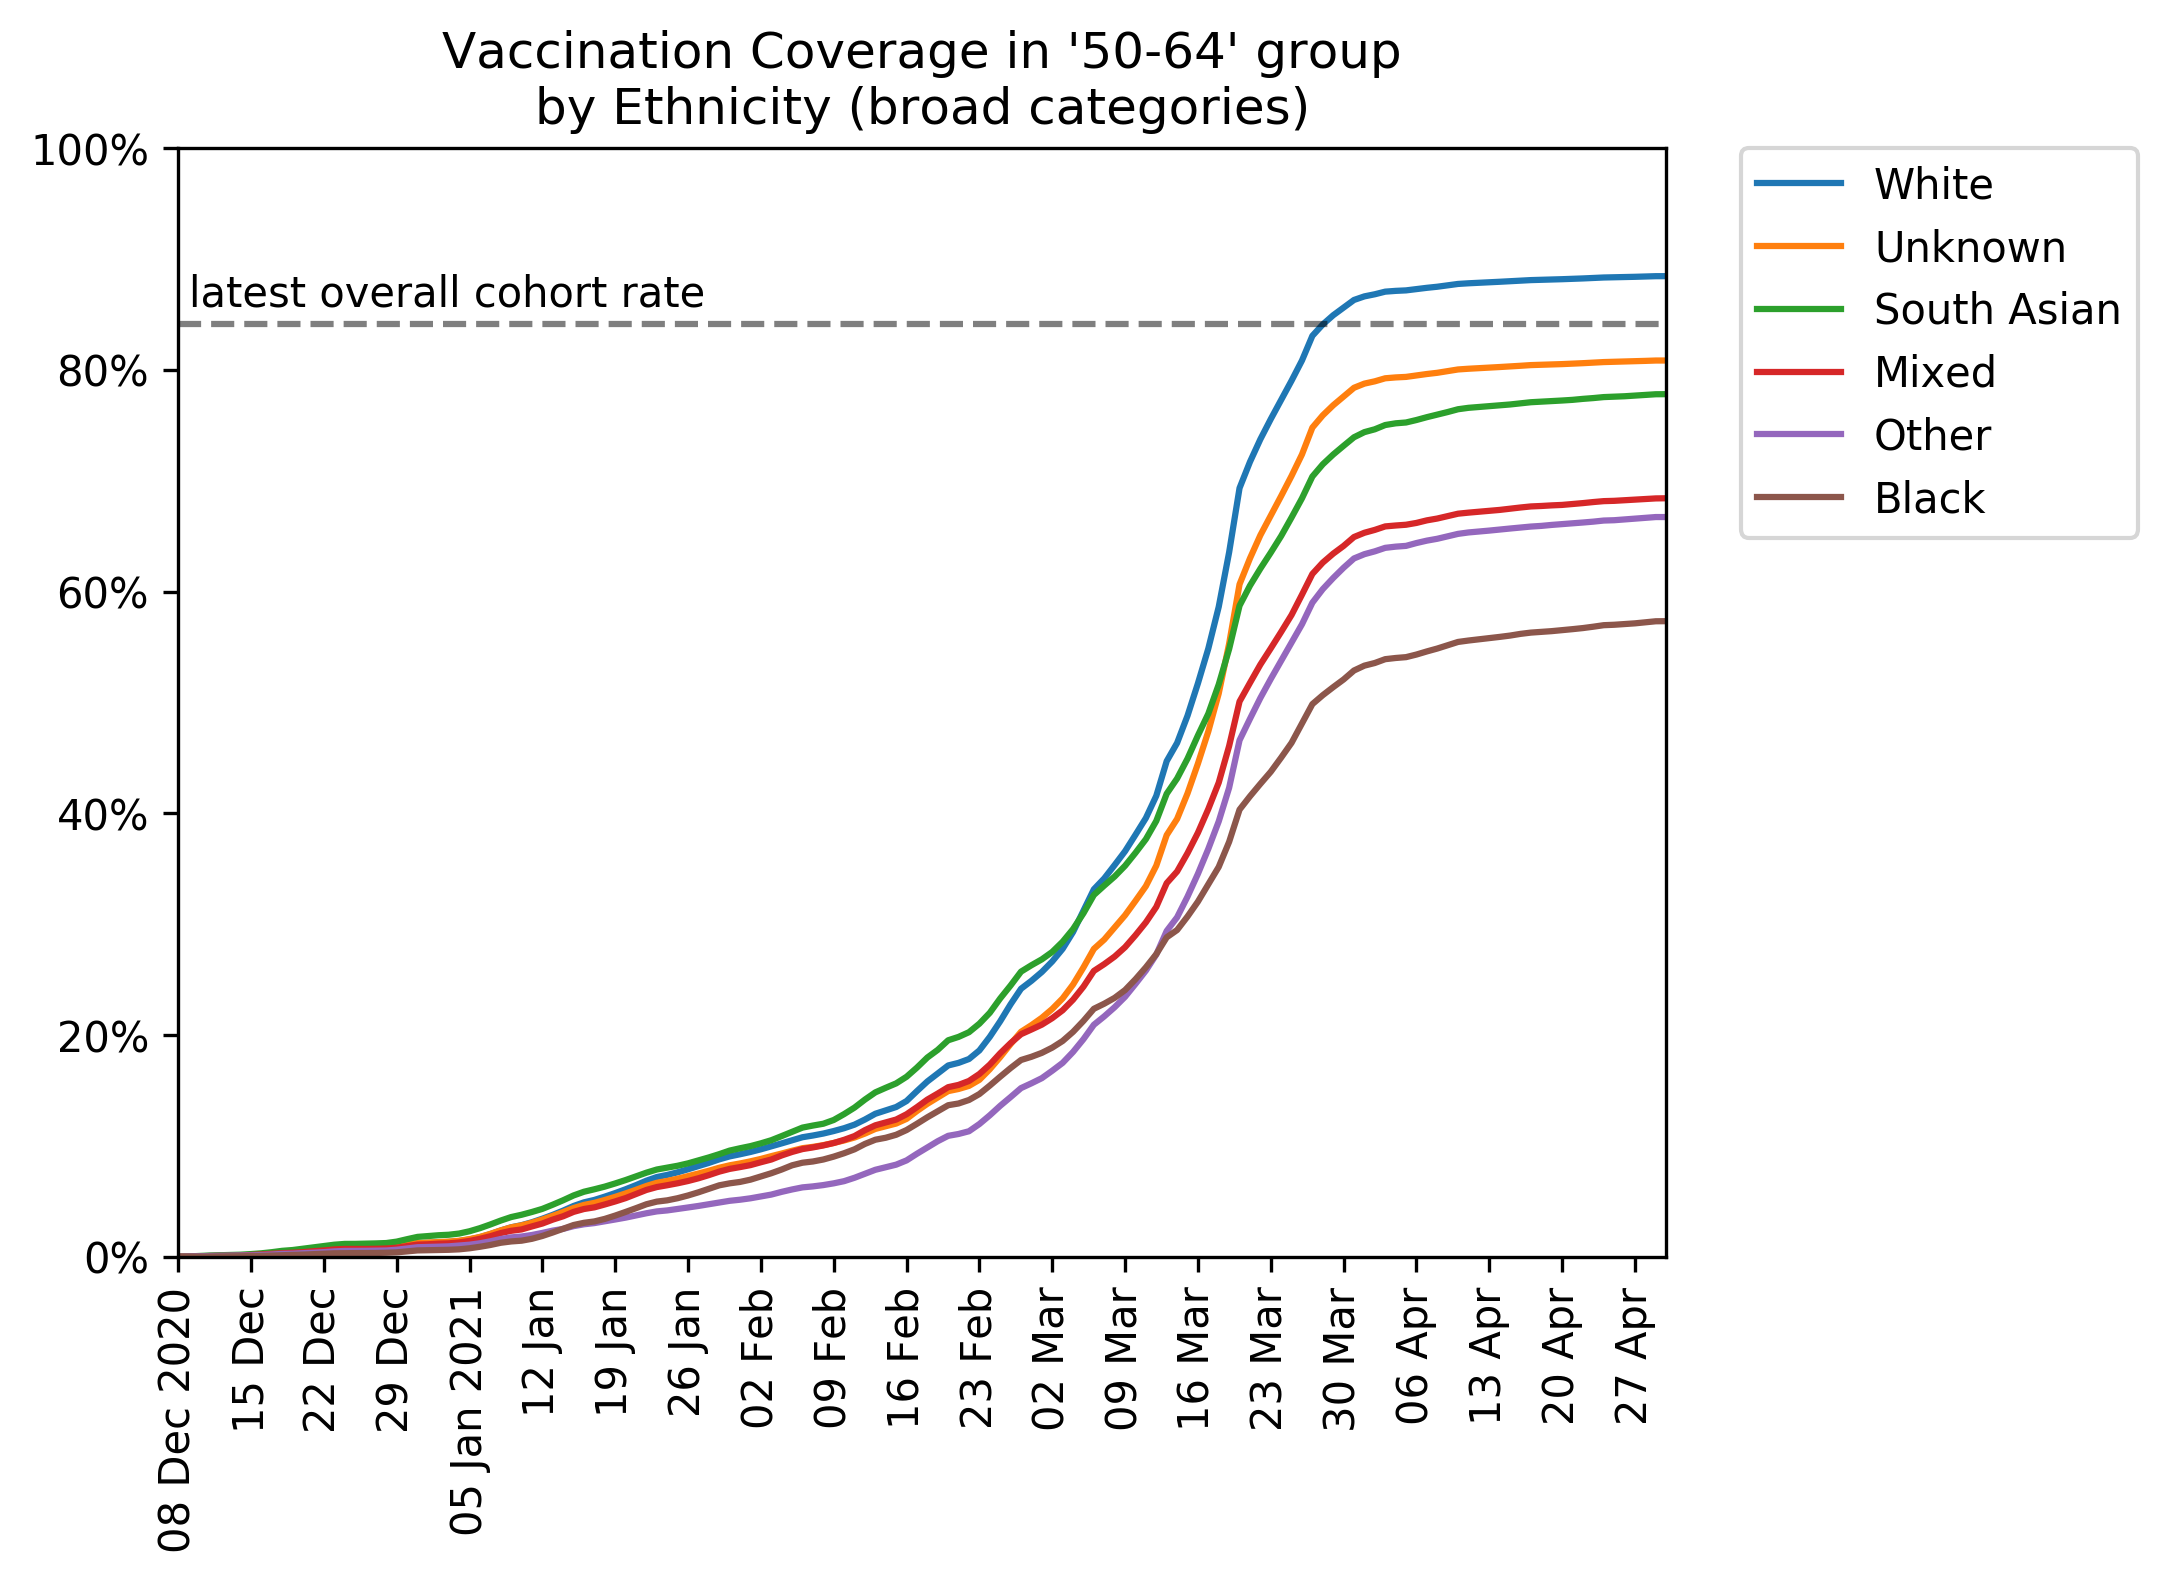 Vaccination Coverage in '50-64' group
by Ethnicity (broad categories)
100%
80%
60%
40%
20%
0%
latest overall cohort rate
White
Unknown
South Asian
Mixed
Other
Black
08 Dec 2020
15 Dec
22 Dec
29 Dec
05 Jan 2021
12 Jan
19 Jan
26 Jan
02 Feb
09 Feb
16 Feb
23 Feb
02 Mar
09 Mar
16 Mar
23 Mar
30 Mar
06 Apr
13 Apr
20 Apr
27 Apr